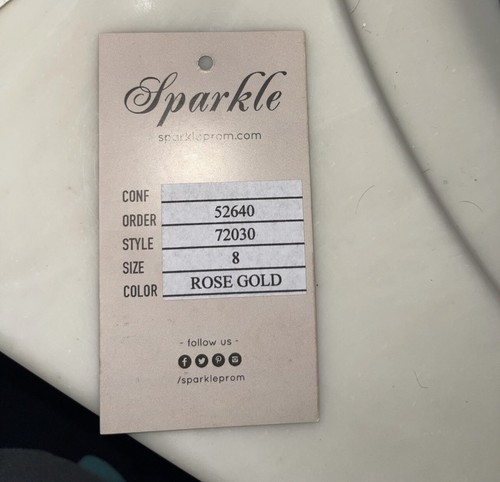 Sparkle
sparkleprom.com
CONF
ORDER 52640
STYLE 72030
SIZE 8
COLOR ROSE GOLD
- follow us -
/sparkleprom